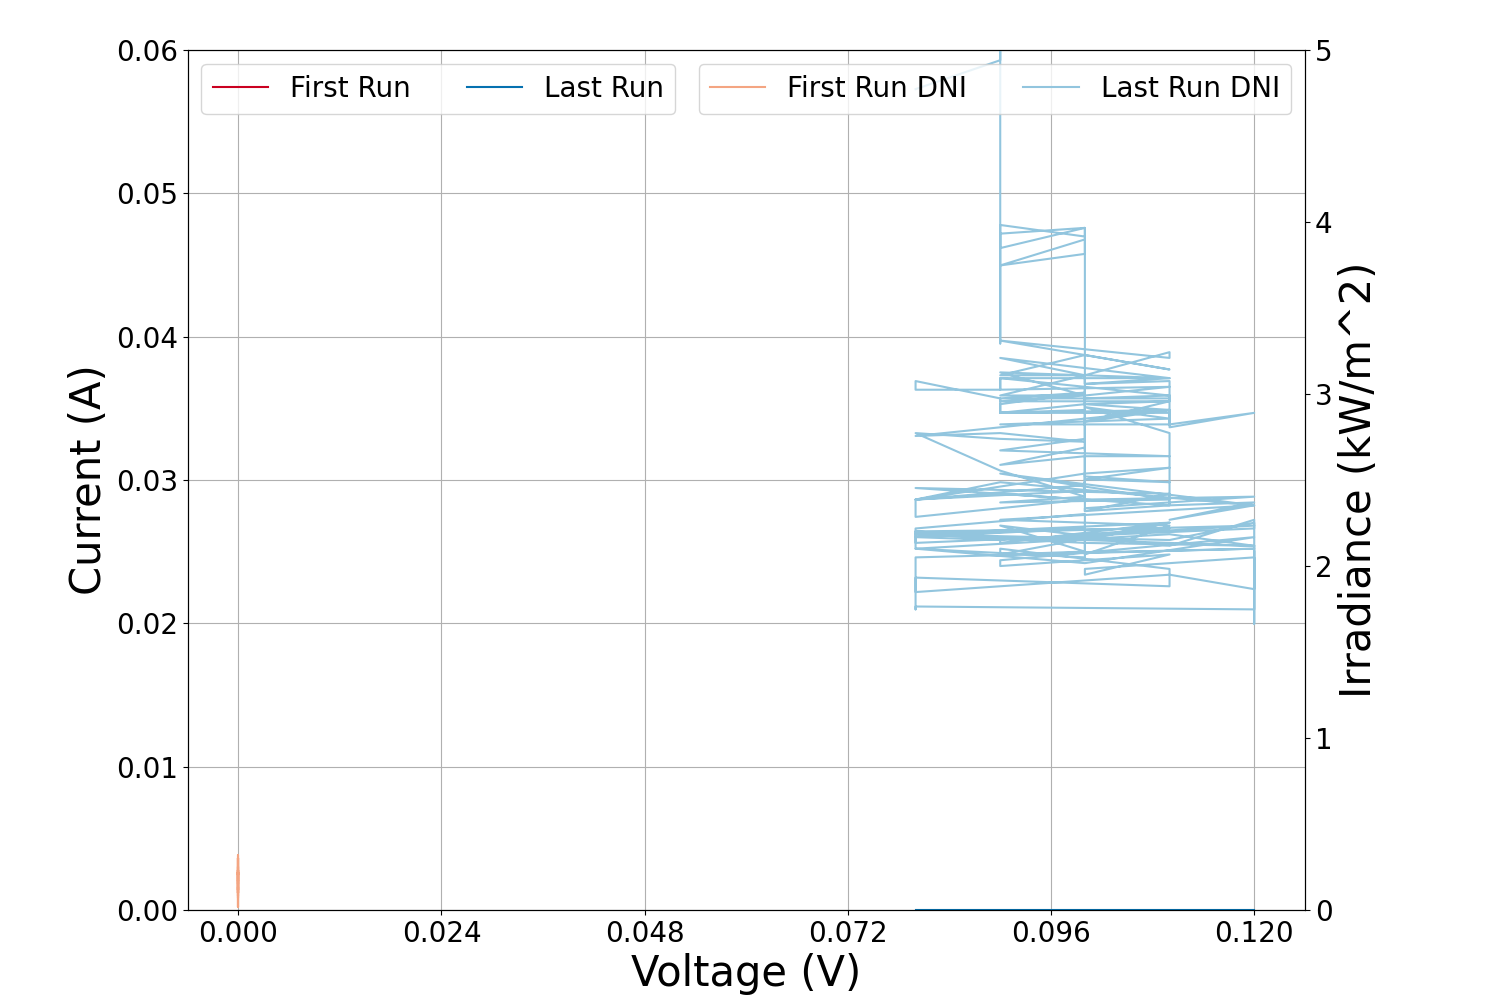 0.06
0.05
0.04
0.03
0.02
0.01
0.00
Current (A)
First Run
Last Run
First Run DNI
Last Run DNI
5
4
3
2
1
0
Irradiance (kW/m^2)
0.000 0.024 0.048 0.072 0.096 0.120
Voltage (V)